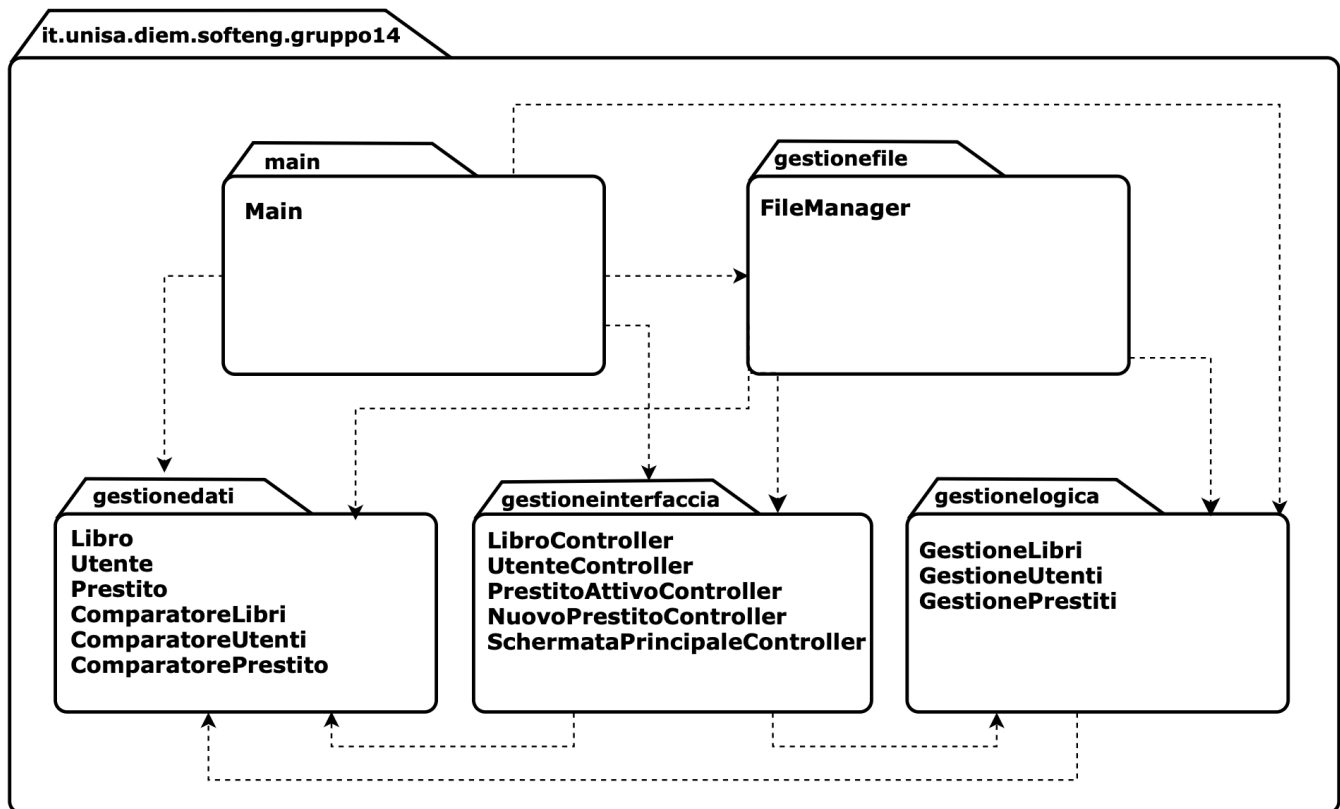 it.unisa.diem.softeng.gruppo14
main
Main
gestionefile
FileManager
gestionedati
Libro
Utente
Prestito
ComparatoreLibri
ComparatoreUtenti
ComparatorePrestito
gestioneinterfaccia
LibroController
UtenteController
PrestitoAttivoController
NuovoPrestitoController
SchermataPrincipaleController
gestionelogica
GestioneLibri
GestioneUtenti
GestionePrestiti